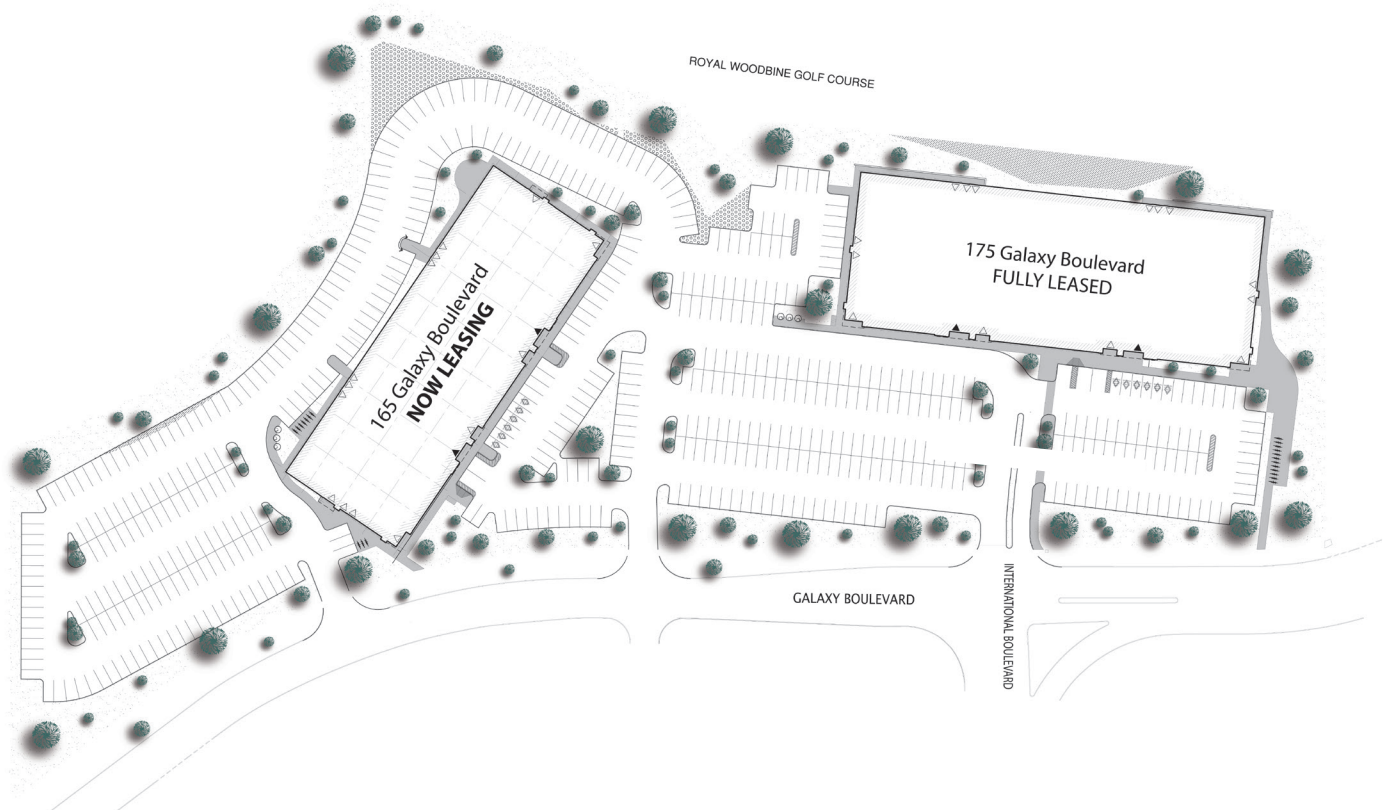 ROYAL WOODBINE GOLF COURSE
175 Galaxy Boulevard
FULLY LEASED
165 Galaxy Boulevard
NOW LEASING
GALAXY BOULEVARD
INTERNATIONAL BOULEVARD